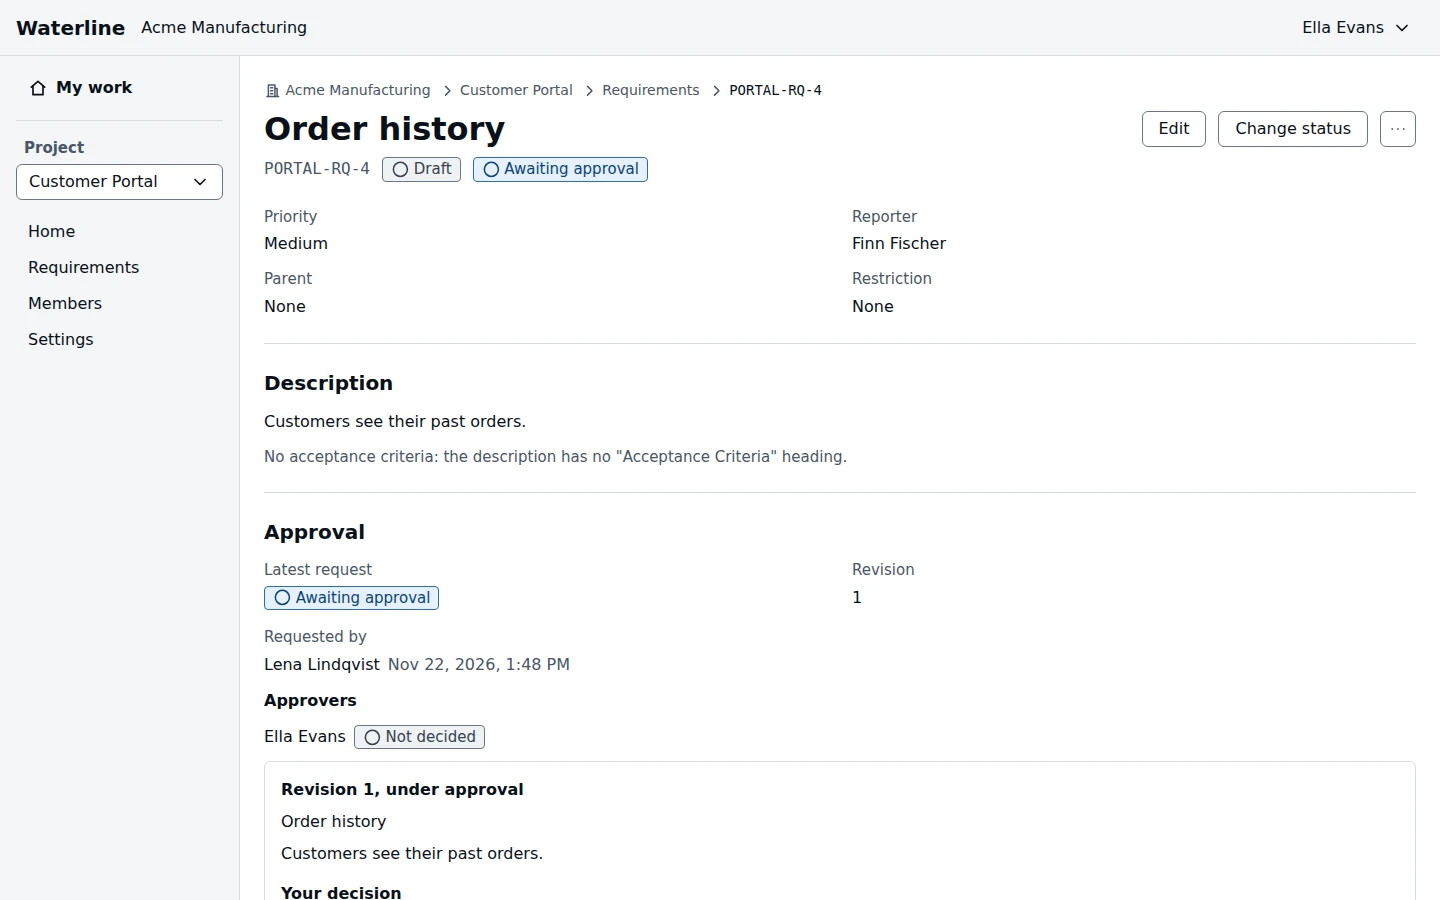 Waterline Acme Manufacturing Ella Evans
My work
Project
Customer Portal
Home
Requirements
Members
Settings
Acme Manufacturing Customer Portal Requirements PORTAL-RQ-4
Order history
Edit Change status ...
PORTAL-RQ-4 Draft Awaiting approval
Priority Reporter
Medium Finn Fischer
Parent Restriction
None None
Description
Customers see their past orders.
No acceptance criteria: the description has no "Acceptance Criteria" heading.
Approval
Latest request Revision
Awaiting approval 1
Requested by
Lena Lindqvist Nov 22, 2026, 1:48 PM
Approvers
Ella Evans Not decided
Revision 1, under approval
Order history
Customers see their past orders.
Your decision